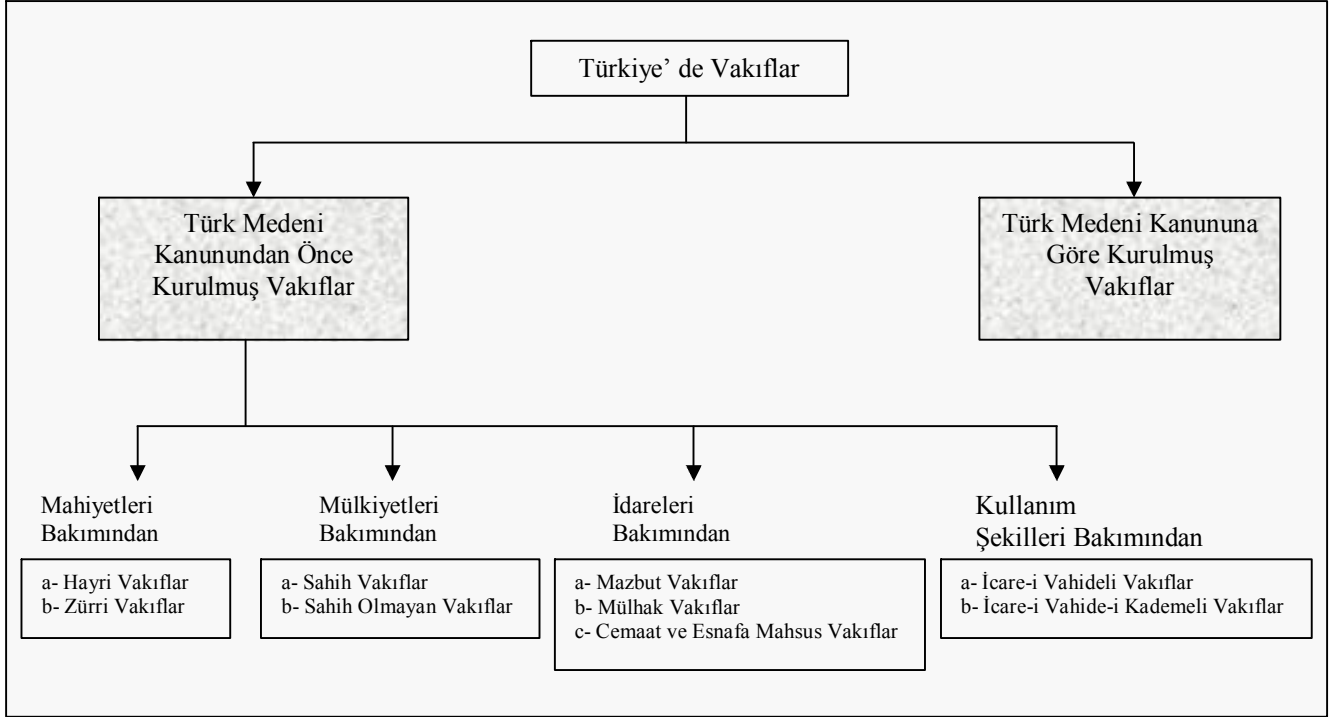 Türkiye' de Vakıflar
Türk Medeni
Kanunundan Önce
Kurulmuş Vakıflar
Türk Medeni Kanununa
Göre Kurulmuş
Vakıflar
Mahiyetleri
Bakımından
a- Hayri Vakıflar
b- Zürri Vakıflar
Mülkiyetleri
Bakımından
a- Sahih Vakıflar
b- Sahih Olmayan Vakıflar
İdareleri
Bakımından
a- Mazbut Vakıflar
b- Mülhak Vakıflar
c- Cemaat ve Esnafa Mahsus Vakıflar
Kullanım
Şekilleri Bakımından
a- İcare-i Vahideli Vakıflar
b- İcare-i Vahide-i Kademeli Vakıflar